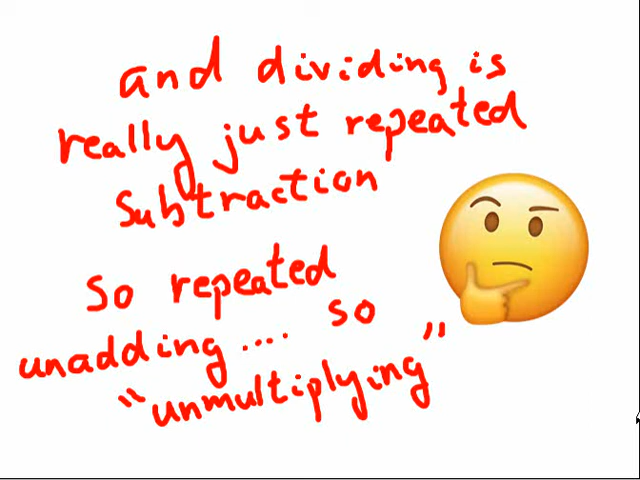 and dividing is
really just repeated
Subtraction
So repeated
unadding .... so
"unmultiplying"